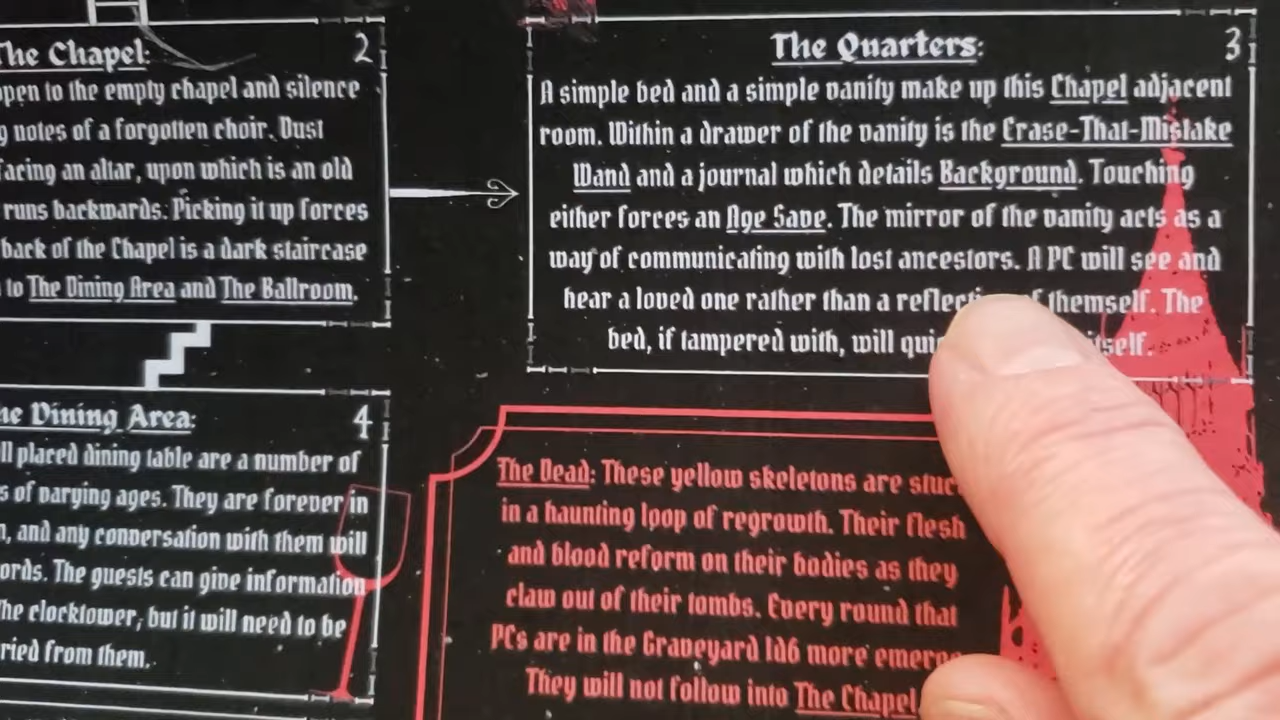 The Chapel: 2
open to the empty chapel and silence
notes of a forgotten choir. Dust
facing an altar, upon which is an old
runs backwards. Picking it up forces
back of the Chapel is a dark staircase
to The Dining Area and The Ballroom.
The Quarters: 3
A simple bed and a simple vanity make up this Chapel adjacent
room. Within a drawer of the vanity is the Erase-That-Mistake
Wand and a journal which details Background. Touching
either forces an Age Save. The mirror of the vanity acts as a
way of communicating with lost ancestors. A PC will see and
hear a loved one rather than a of themself. The
bed, if tampered with, will itself.
Dining Area: 4
placed dining table are a number of
of varying ages. They are forever in
and any conversation with them will
The guests can give information
the clocktower, but it will need to be
from them.
The Dead: These yellow skeletons are
in a haunting loop of regrowth. Their flesh
and blood reform on their bodies as they
claw out of their tombs. Every round that
PCs are in the Graveyard 1d6 more emerge
They will not follow into The Chapel